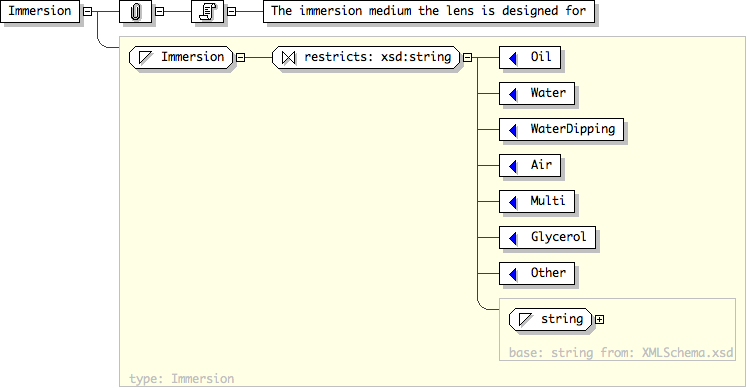 Immersion
The immersion medium the lens is designed for
Immersion
restricts: xsd:string
Oil
Water
WaterDipping
Air
Multi
Glycerol
Other
string
base: string from: XMLSchema.xsd
type: Immersion